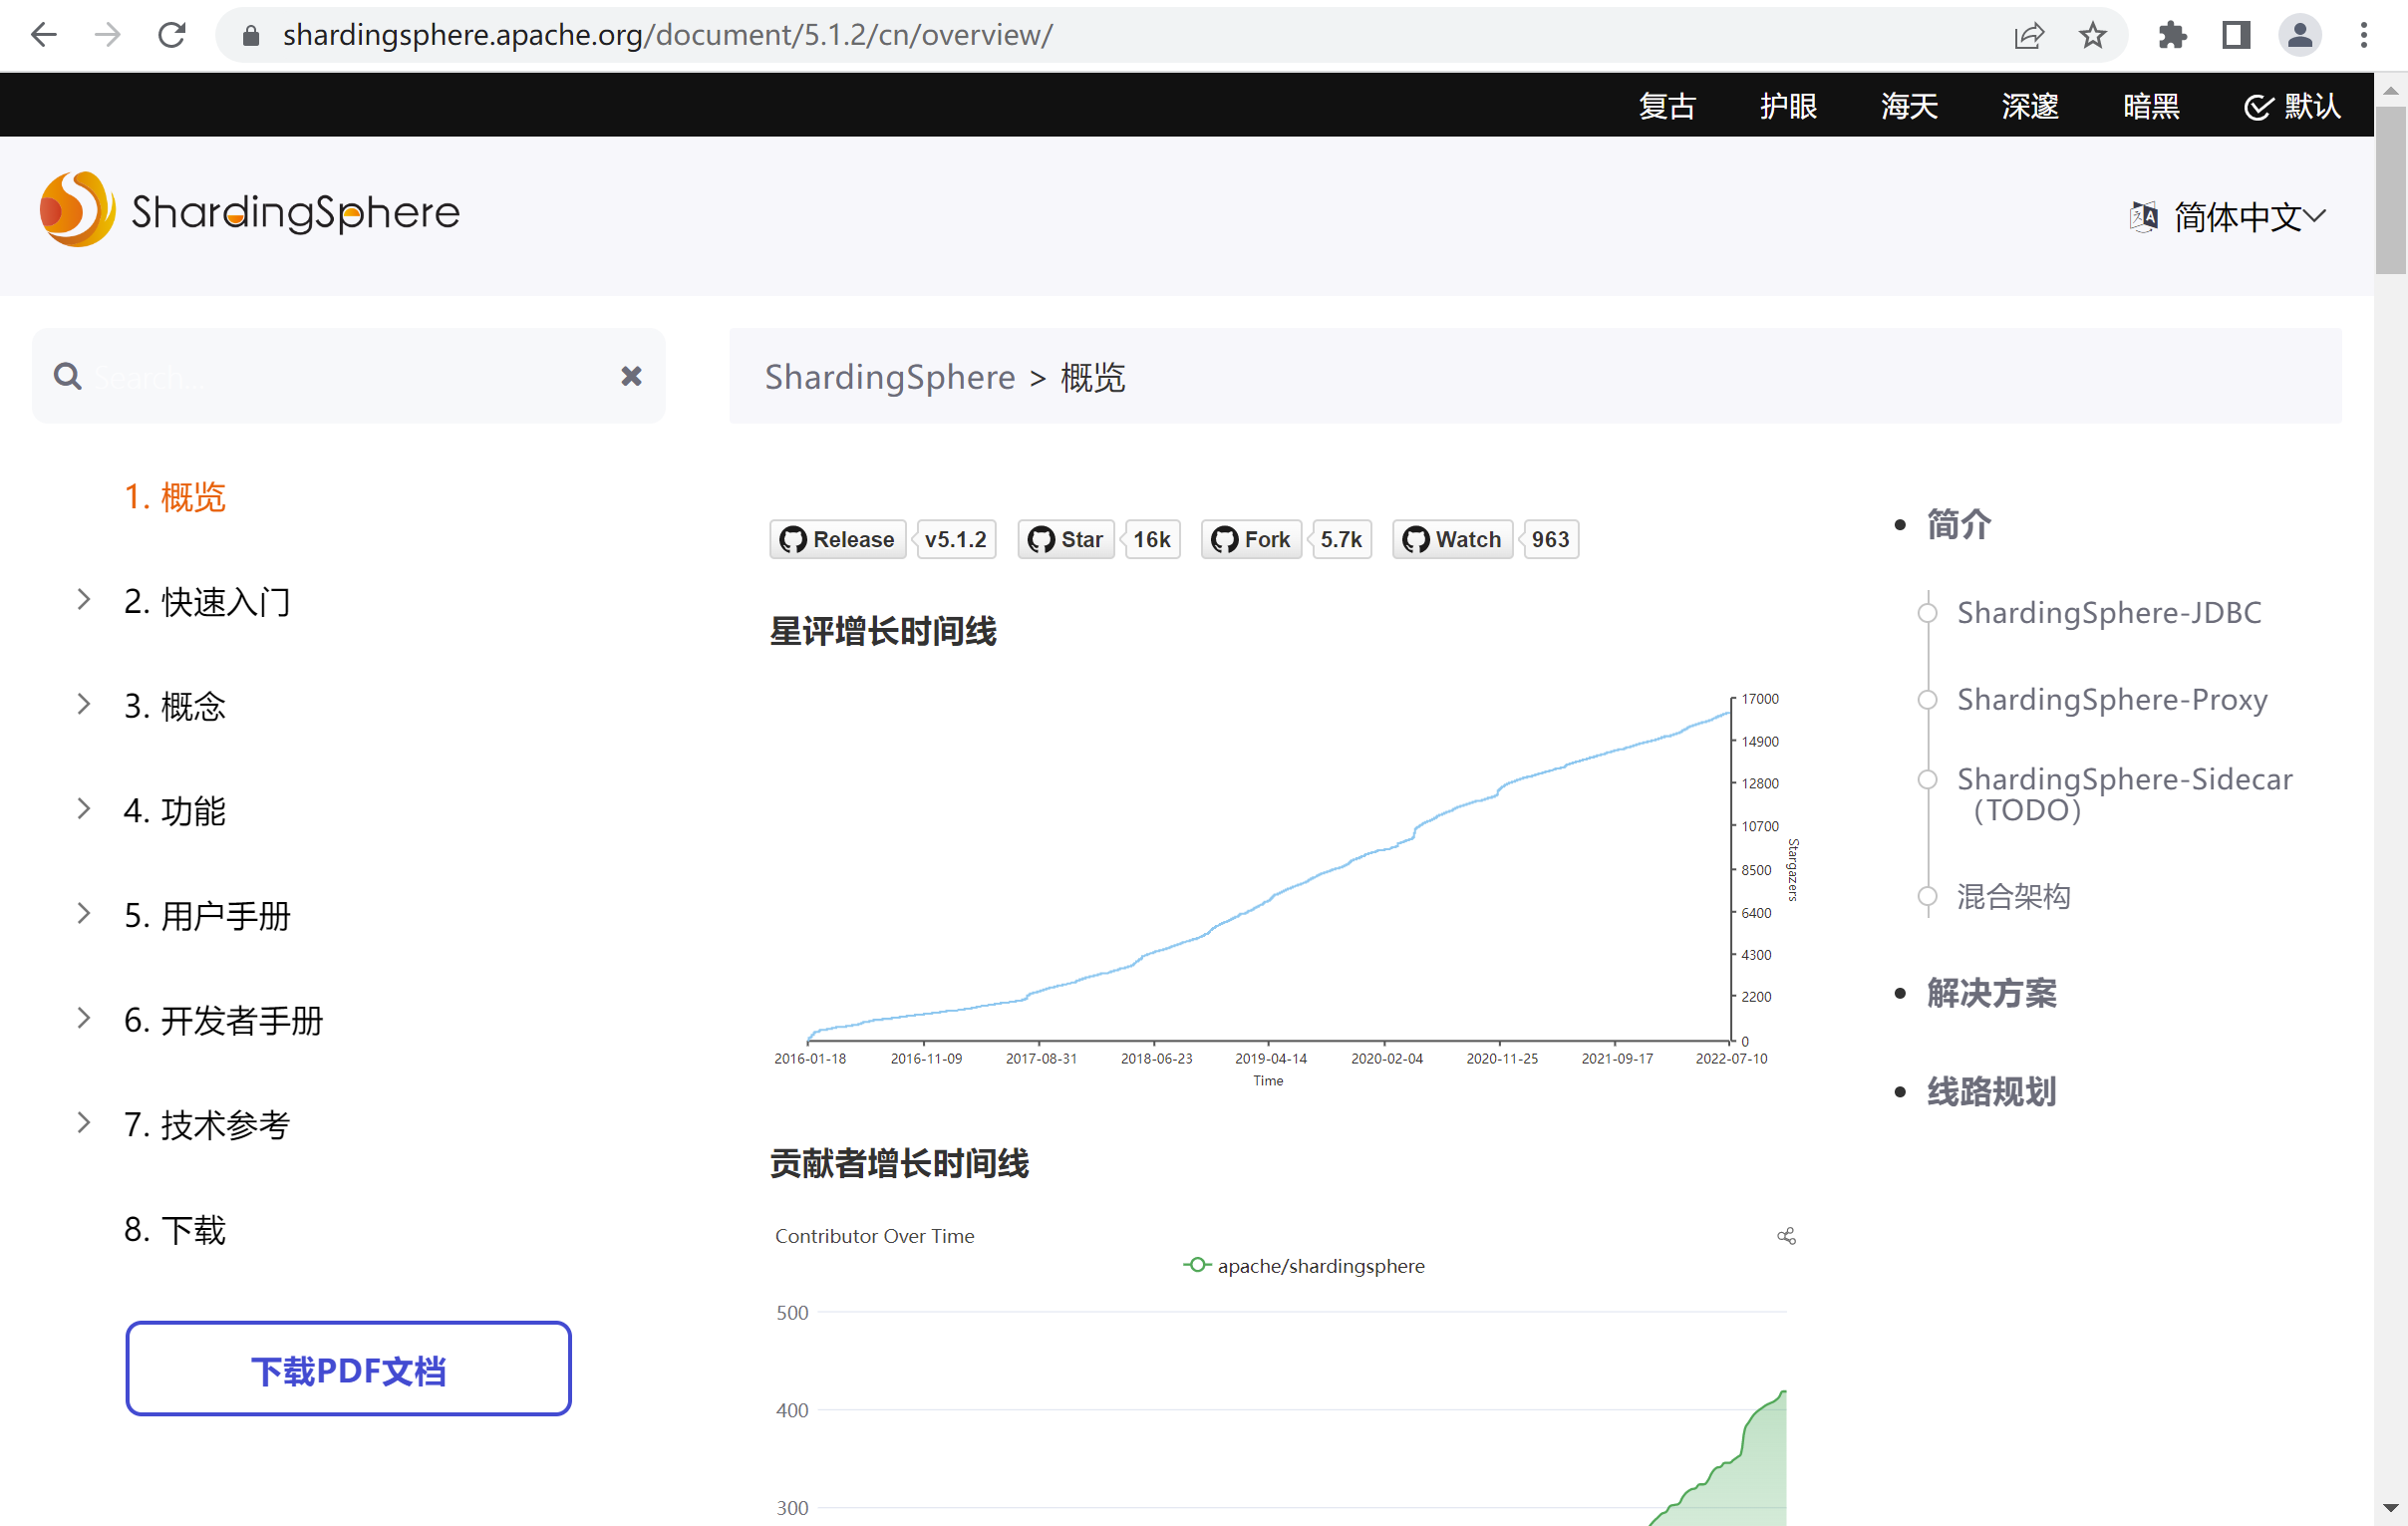 shardingsphere.apache.org/document/5.1.2/cn/overview/
复古 护眼 海天 深邃 暗黑 默认
ShardingSphere
简体中文
Search...
ShardingSphere > 概览
1. 概览
2. 快速入门
3. 概念
4. 功能
5. 用户手册
6. 开发者手册
7. 技术参考
8. 下载
下载PDF文档
Release v5.1.2 Star 16k Fork 5.7k Watch 963
星评增长时间线
17000
14900
12800
10700
8500
6400
4300
2200
0
Stargazers
2016-01-18 2016-11-09 2017-08-31 2018-06-23 2019-04-14 2020-02-04 2020-11-25 2021-09-17 2022-07-10
Time
贡献者增长时间线
Contributor Over Time
apache/shardingsphere
500
400
300
简介
ShardingSphere-JDBC
ShardingSphere-Proxy
ShardingSphere-Sidecar
（TODO）
混合架构
解决方案
线路规划